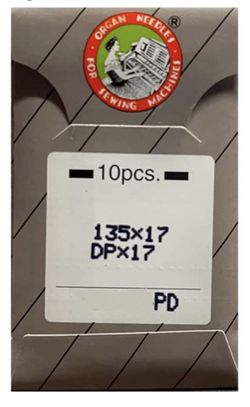 ORGAN NEEDLES
FOR
SEWING MACHINES
®
10pcs.
135×17
DP×17
PD